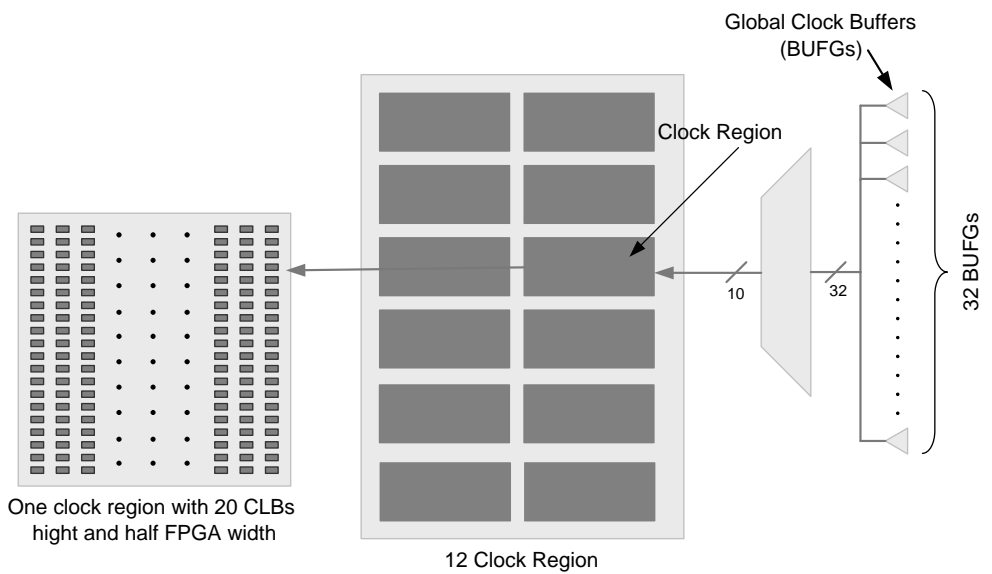 Global Clock Buffers
(BUFGs)
Clock Region
10
32
32 BUFGs
One clock region with 20 CLBs
hight and half FPGA width
12 Clock Region